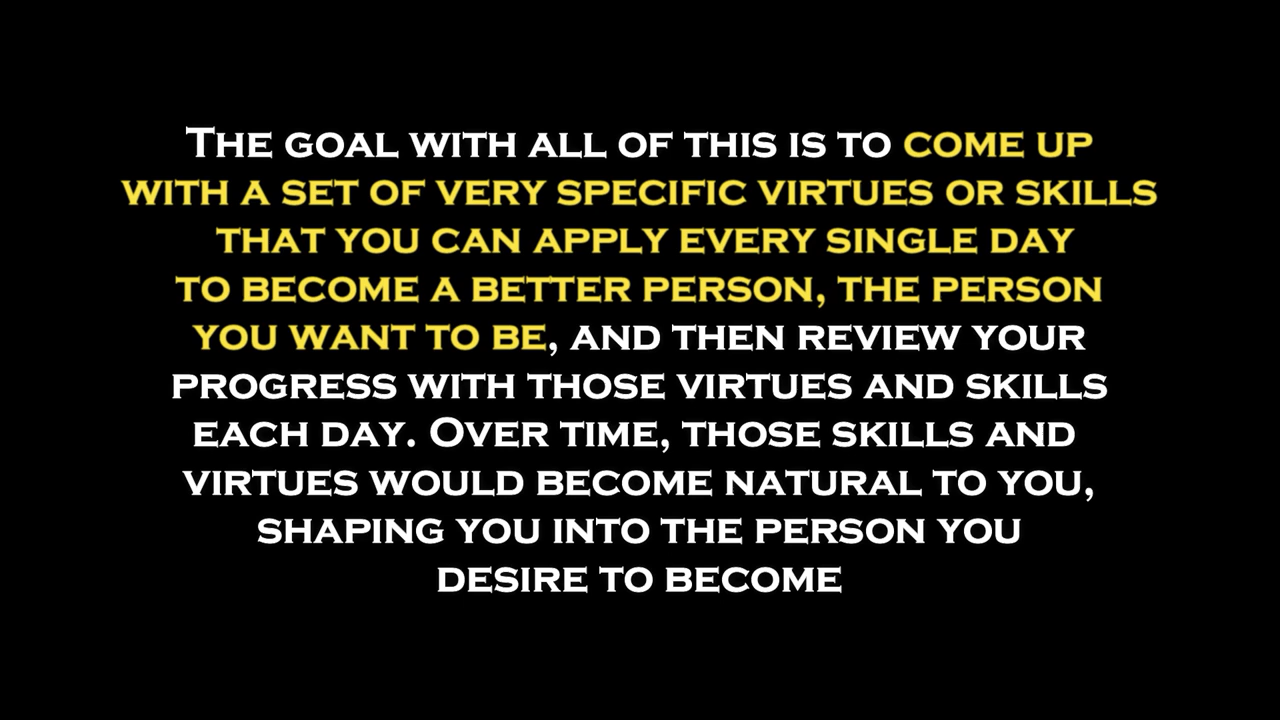 The goal with all of this is to come up
with a set of very specific virtues or skills
that you can apply every single day
to become a better person, the person
you want to be, and then review your
progress with those virtues and skills
each day. Over time, those skills and
virtues would become natural to you,
shaping you into the person you
desire to become